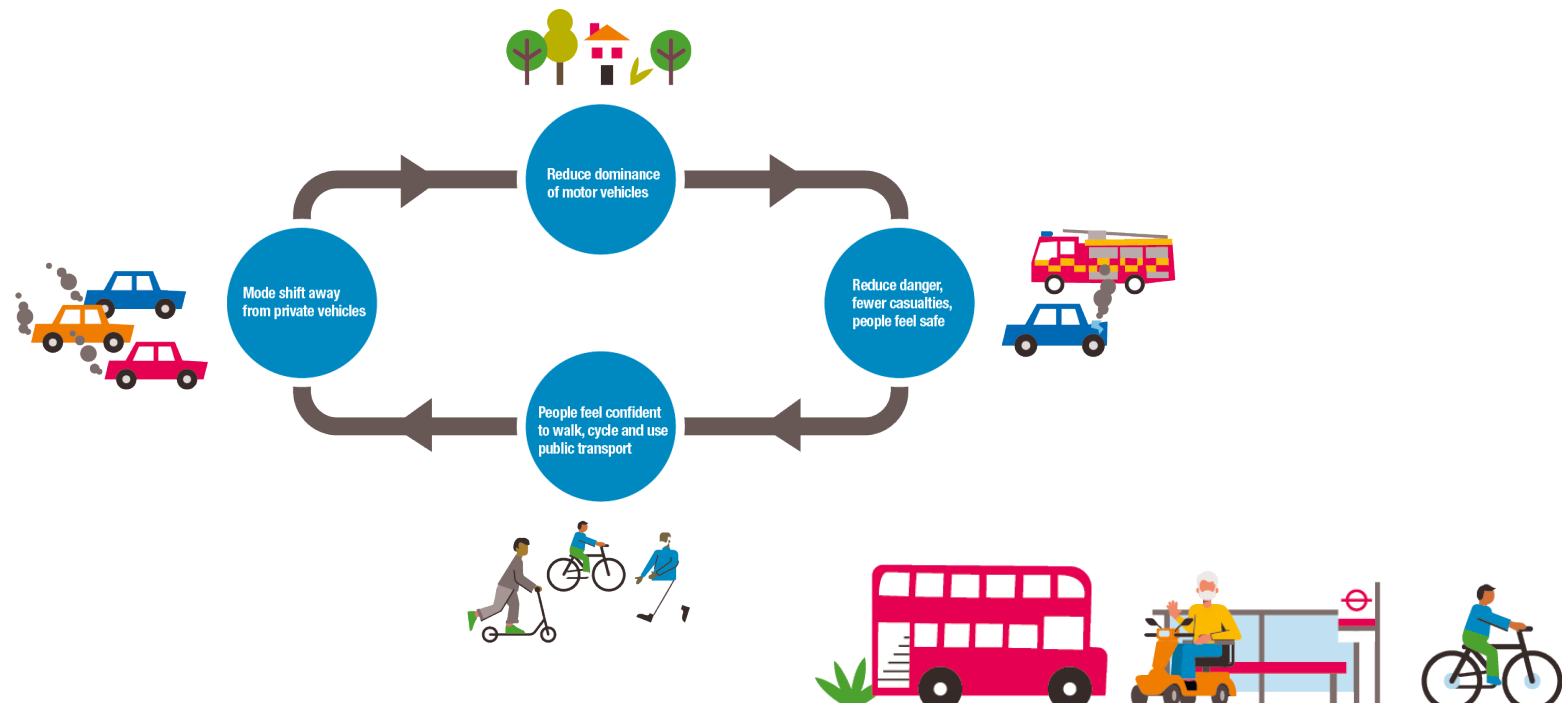 Reduce dominance
of motor vehicles
Reduce danger,
fewer casualties,
people feel safe
People feel confident
to walk, cycle and use
public transport
Mode shift away
from private vehicles